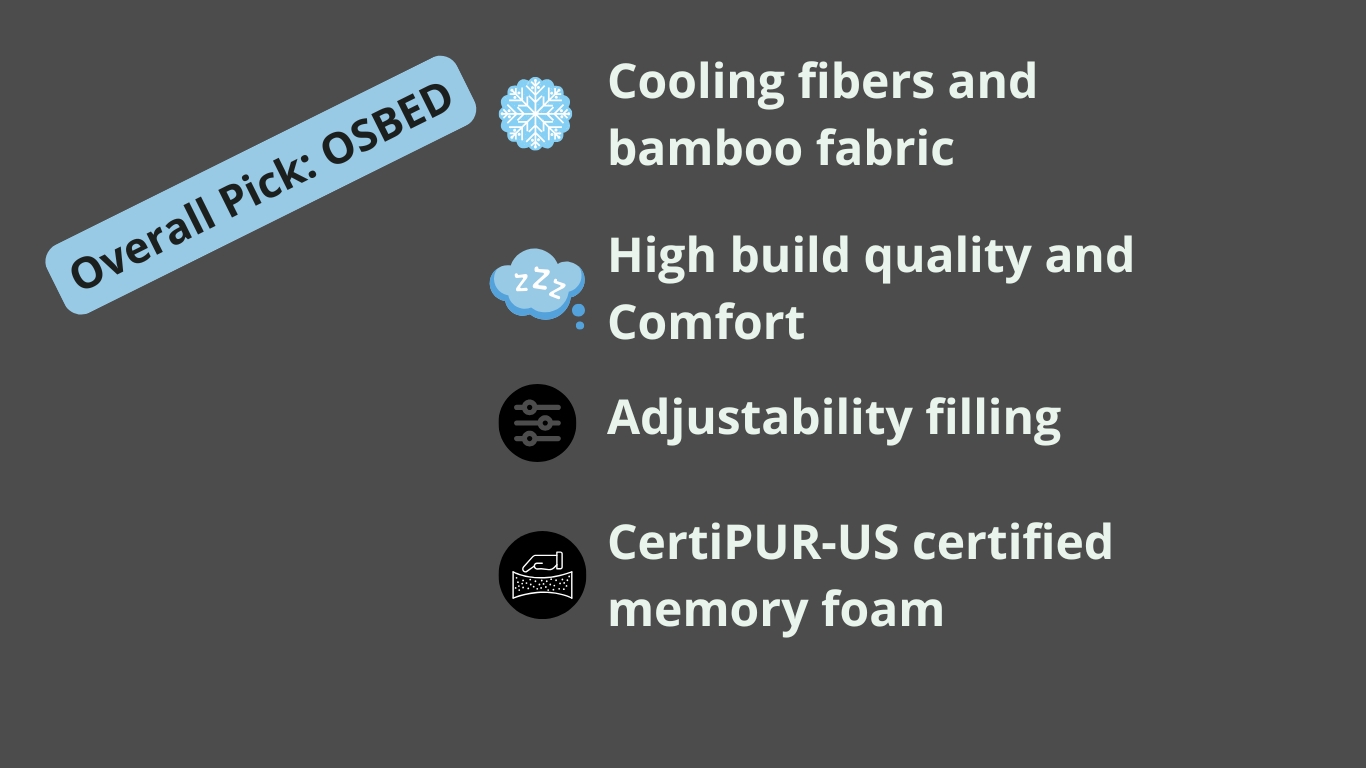 Overall Pick: OSBED
Cooling fibers and
bamboo fabric
zzz
High build quality and
Comfort
Adjustability filling
CertiPUR-US certified
memory foam